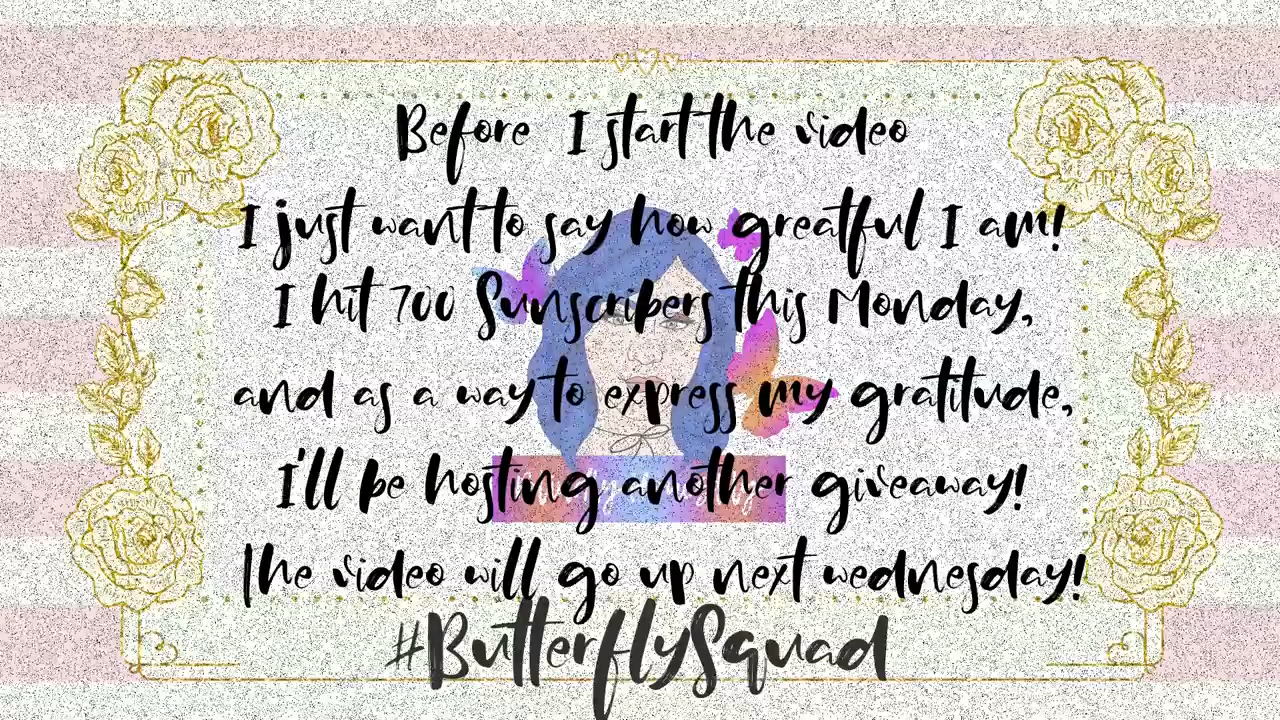 Before I start the video
I just want to say how greatful I am!
I hit 700 Sunscribers this Monday,
and as a way to express my gratitude,
I'll be hosting another giveaway!
The video will go up next wednesday!
#ButterflySquad